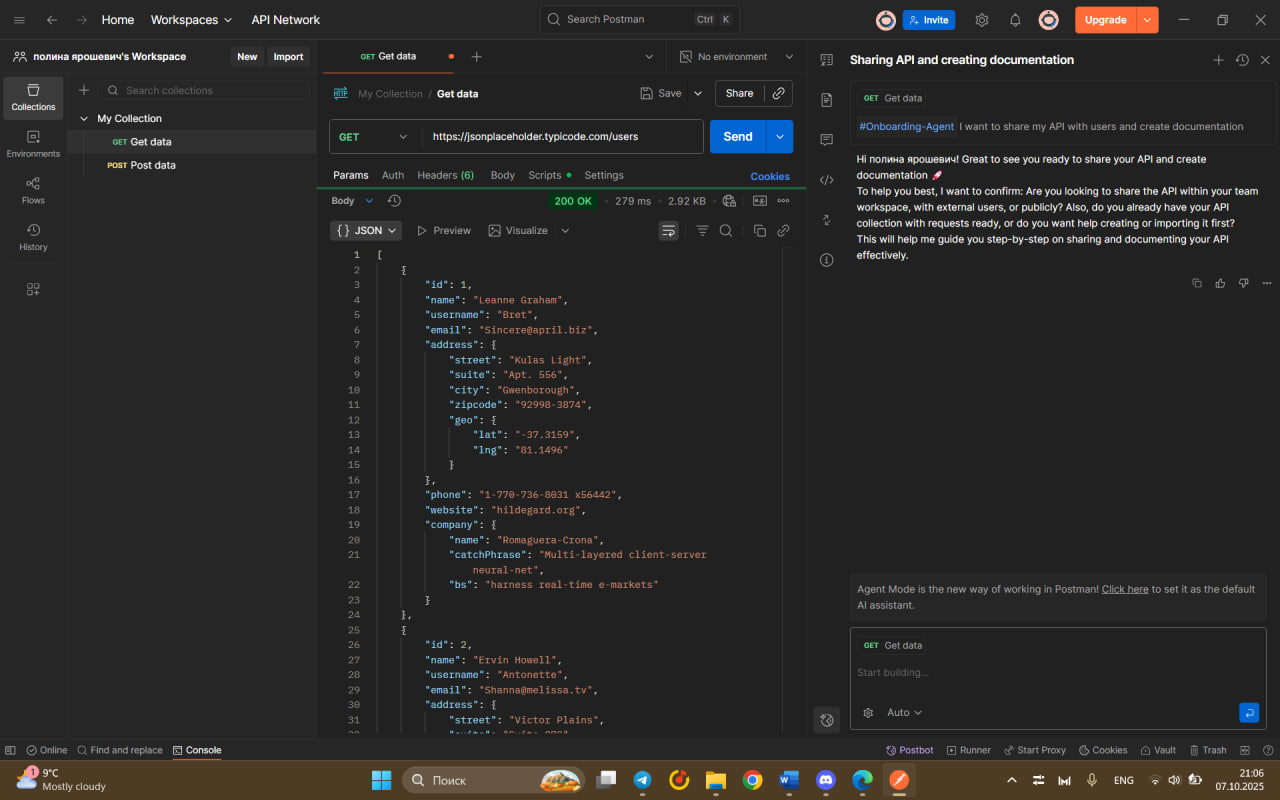 Home Workspaces API Network Search Postman Ctrl K Invite Upgrade
полина ярошевич's Workspace New Import
Collections
Environments
Flows
History
Search collections
My Collection
GET Get data
POST Post data
GET Get data No environment
HTTP My Collection / Get data Save Share
GET https://jsonplaceholder.typicode.com/users Send
Params Auth Headers (6) Body Scripts Settings Cookies
Body 200 OK 279 ms 2.92 KB
{} JSON Preview Visualize
1 [
2 {
3 "id": 1,
4 "name": "Leanne Graham",
5 "username": "Bret",
6 "email": "Sincere@april.biz",
7 "address": {
8 "street": "Kulas Light",
9 "suite": "Apt. 556",
10 "city": "Gwenborough",
11 "zipcode": "92998-3874",
12 "geo": {
13 "lat": "-37.3159",
14 "lng": "81.1496"
15 }
16 },
17 "phone": "1-770-736-8031 x56442",
18 "website": "hildegard.org",
19 "company": {
20 "name": "Romaguera-Crona",
21 "catchPhrase": "Multi-layered client-server
neural-net",
22 "bs": "harness real-time e-markets"
23 }
24 },
25 {
26 "id": 2,
27 "name": "Ervin Howell",
28 "username": "Antonette",
29 "email": "Shanna@melissa.tv",
30 "address": {
31 "street": "Victor Plains",
Sharing API and creating documentation
GET Get data
#Onboarding-Agent I want to share my API with users and create documentation
Hi полина ярошевич! Great to see you ready to share your API and create
documentation 🚀
To help you best, I want to confirm: Are you looking to share the API within your team
workspace, with external users, or publicly? Also, do you already have your API
collection with requests ready, or do you want help creating or importing it first?
This will help me guide you step-by-step on sharing and documenting your API
effectively.
Agent Mode is the new way of working in Postman! Click here to set it as the default
AI assistant.
GET Get data
Start building...
Auto
Online Find and replace Console Postbot Runner Start Proxy Cookies Vault Trash
1 9°C
Mostly cloudy
Поиск
ENG
21:06
07.10.2025